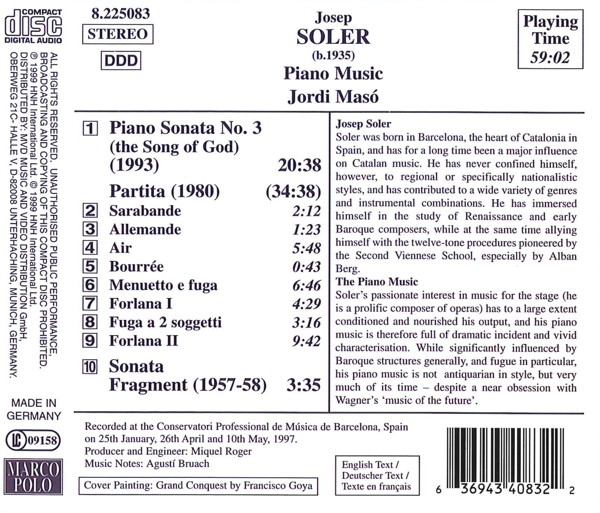 COMPACT
disc
DIGITAL AUDIO
8.225083
STEREO
DDD
Josep
SOLER
(b.1935)
Piano Music
Jordi Masó
Playing
Time
59:02
ALL RIGHTS RESERVED. UNAUTHORISED PUBLIC PERFORMANCE,
BROADCASTING AND COPYING OF THIS COMPACT DISC PROHIBITED.
℗ 1999 HNH International Ltd. © 1999 HNH International Ltd.
DISTRIBUTED BY: MVD MUSIC AND VIDEO DISTRIBUTION GmbH,
OBERWEG 21C- HALLE V, D-82008 UNTERHACHING, MUNICH, GERMANY.
1 Piano Sonata No. 3
(the Song of God)
(1993) 20:38
Partita (1980) (34:38)
2 Sarabande 2:12
3 Allemande 1:23
4 Air 5:48
5 Bourrée 0:43
6 Menuetto e fuga 6:46
7 Forlana I 4:29
8 Fuga a 2 soggetti 3:16
9 Forlana II 9:42
10 Sonata
Fragment (1957-58) 3:35
Josep Soler
Soler was born in Barcelona, the heart of Catalonia in
Spain, and has for a long time been a major influence
on Catalan music. He has never confined himself,
however, to regional or specifically nationalistic
styles, and has contributed to a wide variety of genres
and instrumental combinations. He has immersed
himself in the study of Renaissance and early
Baroque composers, while at the same time allying
himself with the twelve-tone procedures pioneered by
the Second Viennese School, especially by Alban
Berg.
The Piano Music
Soler's passionate interest in music for the stage (he
is a prolific composer of operas) has to a large extent
conditioned and nourished his output, and his piano
music is therefore full of dramatic incident and vivid
characterisation. While significantly influenced by
Baroque structures generally, and fugue in particular,
his piano music is not antiquarian in style, but very
much of its time – despite a near obsession with
Wagner's 'music of the future'.
MADE IN
GERMANY
LC 09158
MARCO
POLO
Recorded at the Conservatori Professional de Música de Barcelona, Spain
on 25th January, 26th April and 10th May, 1997.
Producer and Engineer: Miquel Roger
Music Notes: Agustí Bruach
Cover Painting: Grand Conquest by Francisco Goya
English Text /
Deutscher Text /
Texte en français
6 36943 40832 2